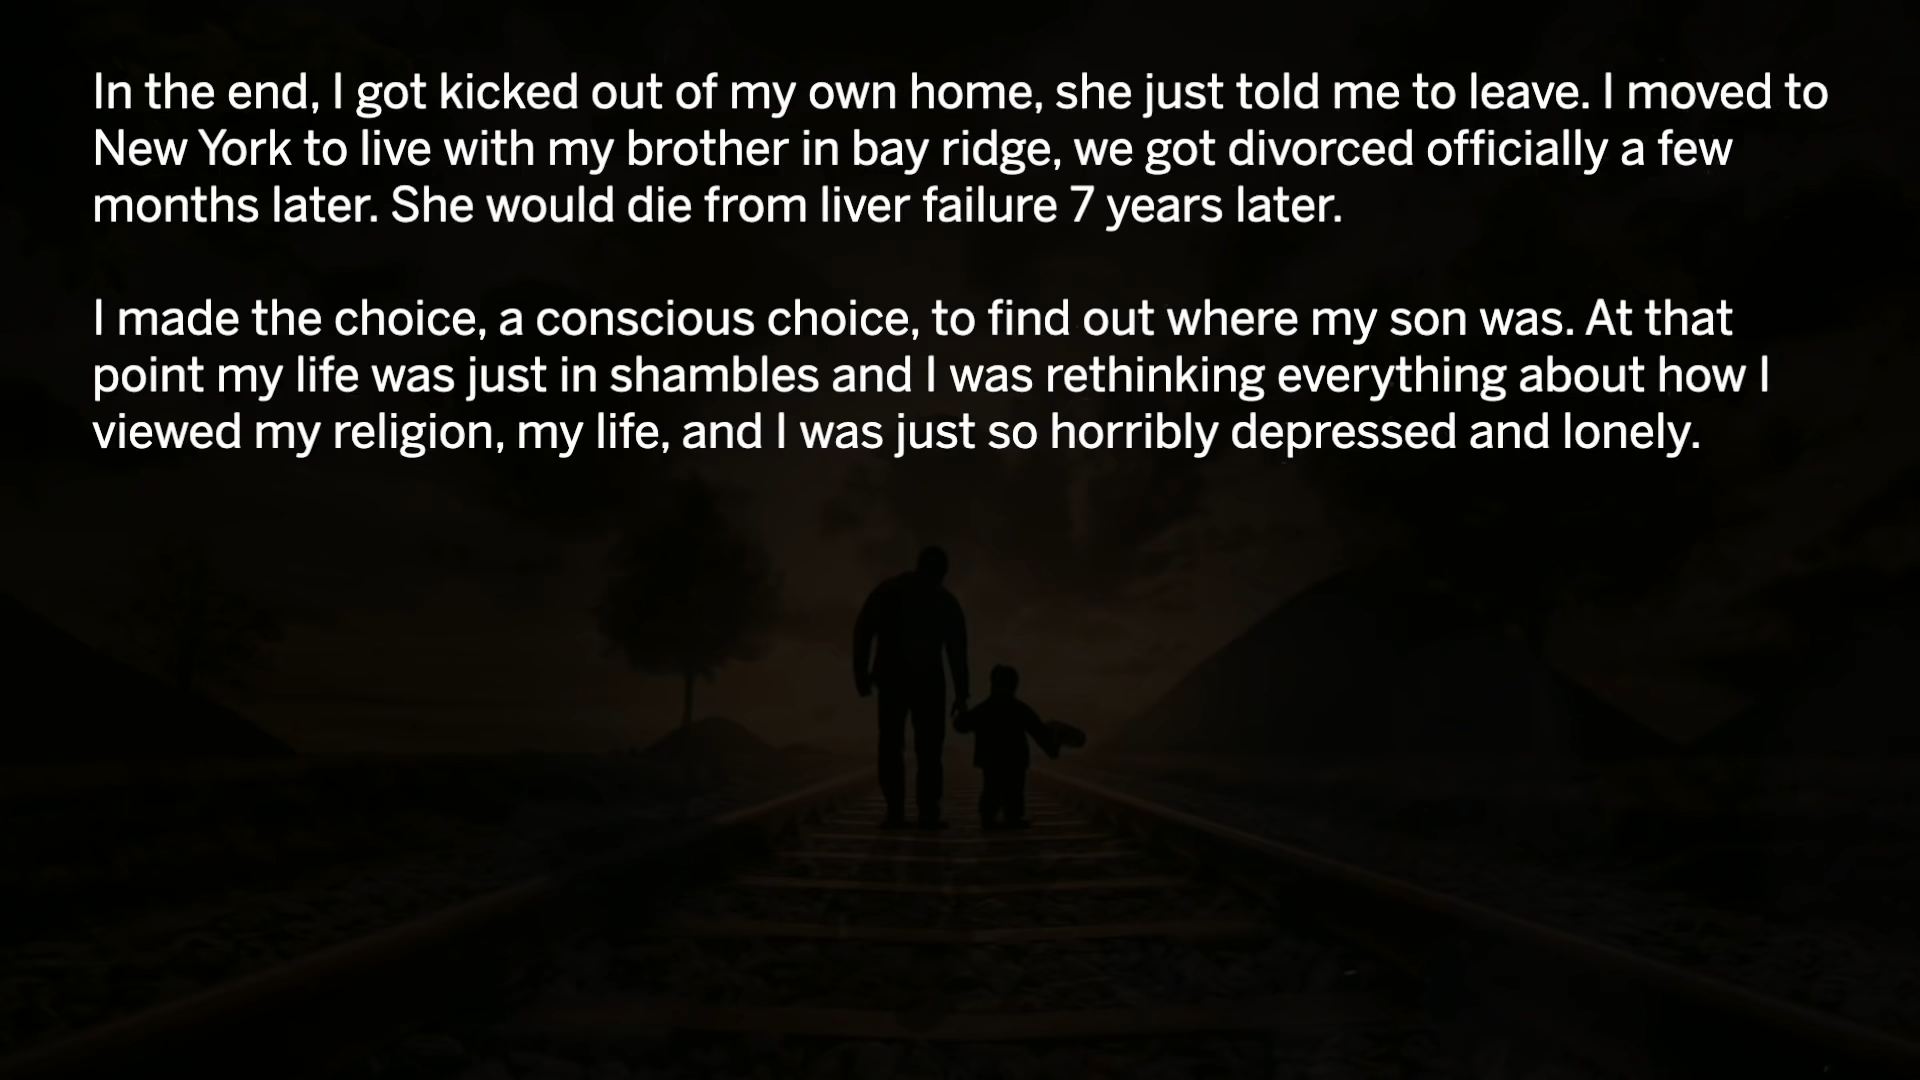 In the end, I got kicked out of my own home, she just told me to leave. I moved to
New York to live with my brother in bay ridge, we got divorced officially a few
months later. She would die from liver failure 7 years later.
I made the choice, a conscious choice, to find out where my son was. At that
point my life was just in shambles and I was rethinking everything about how I
viewed my religion, my life, and I was just so horribly depressed and lonely.